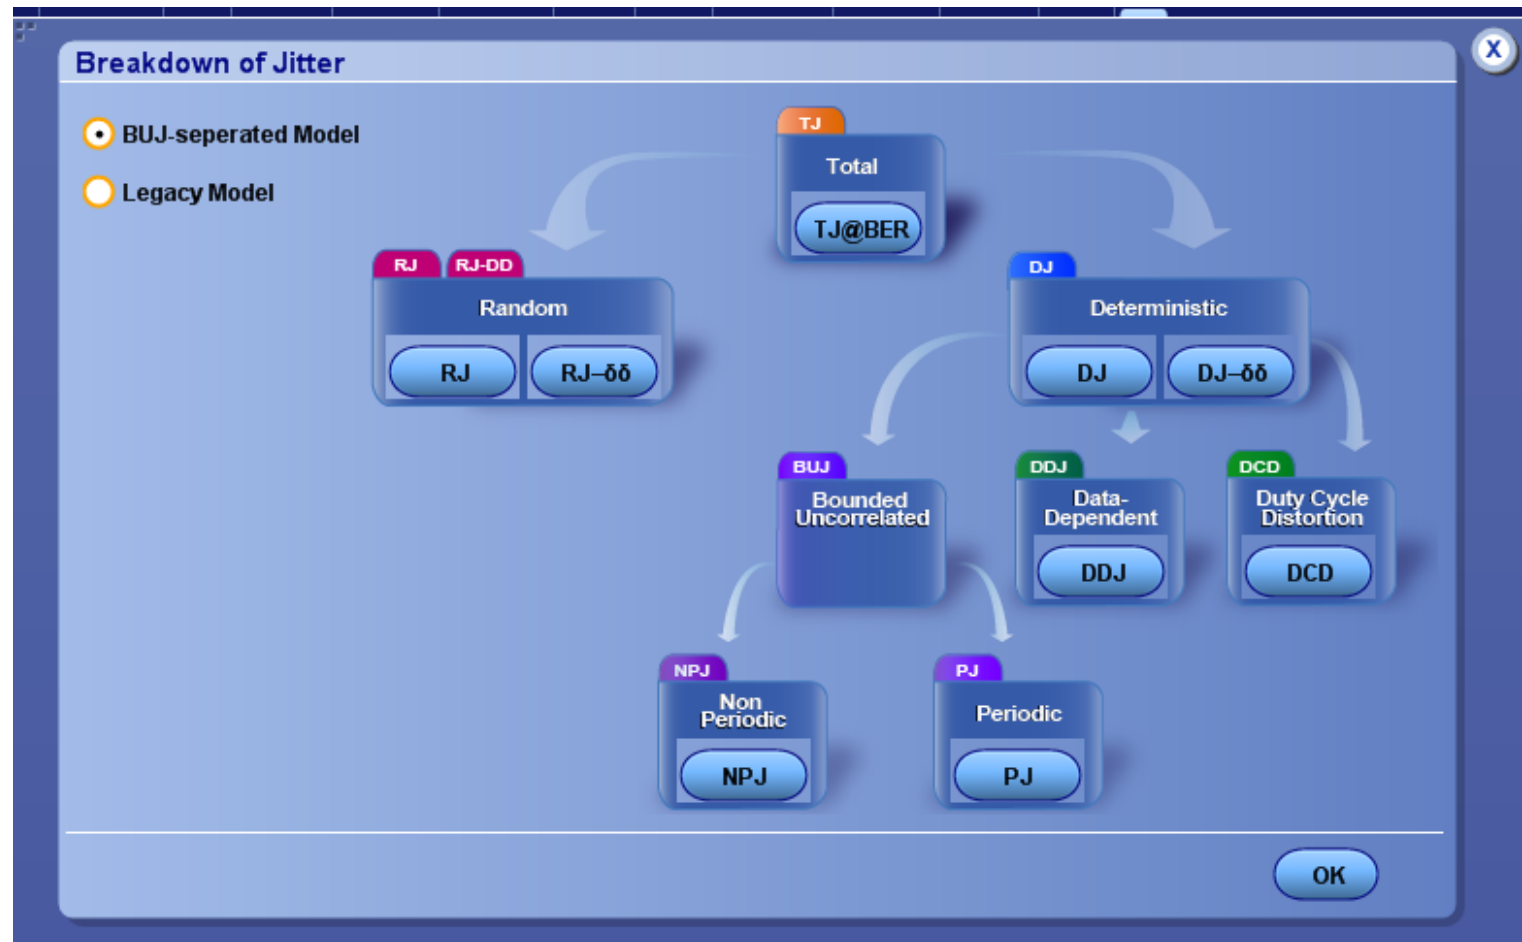 Breakdown of Jitter
X
BUJ-seperated Model
Legacy Model
TJ
Total
TJ@BER
RJ RJ-DD
Random
RJ RJ–δδ
DJ
Deterministic
DJ DJ–δδ
BUJ
Bounded
Uncorrelated
DDJ
Data-
Dependent
DDJ
DCD
Duty Cycle
Distortion
DCD
NPJ
Non
Periodic
NPJ
PJ
Periodic
PJ
OK